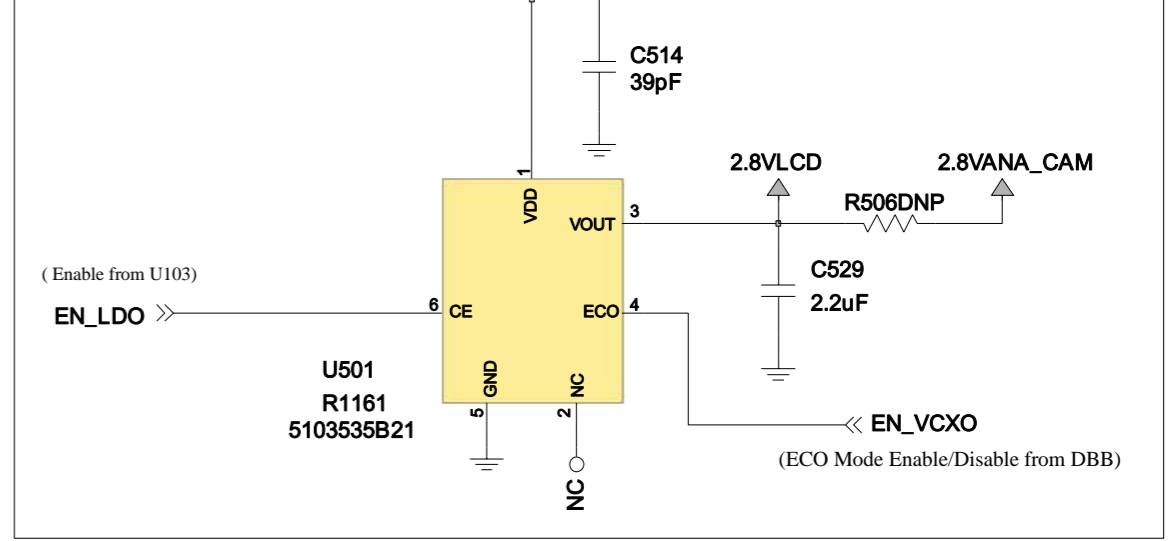 C514
39pF
2.8VLCD
2.8VANA_CAM
1
VDD
R506DNP
VOUT
3
( Enable from U103)
C529
2.2uF
EN_LDO
6
CE
ECO
4
U501
R1161
5103535B21
GND
NC
5
2
EN_VCXO
(ECO Mode Enable/Disable from DBB)
NC